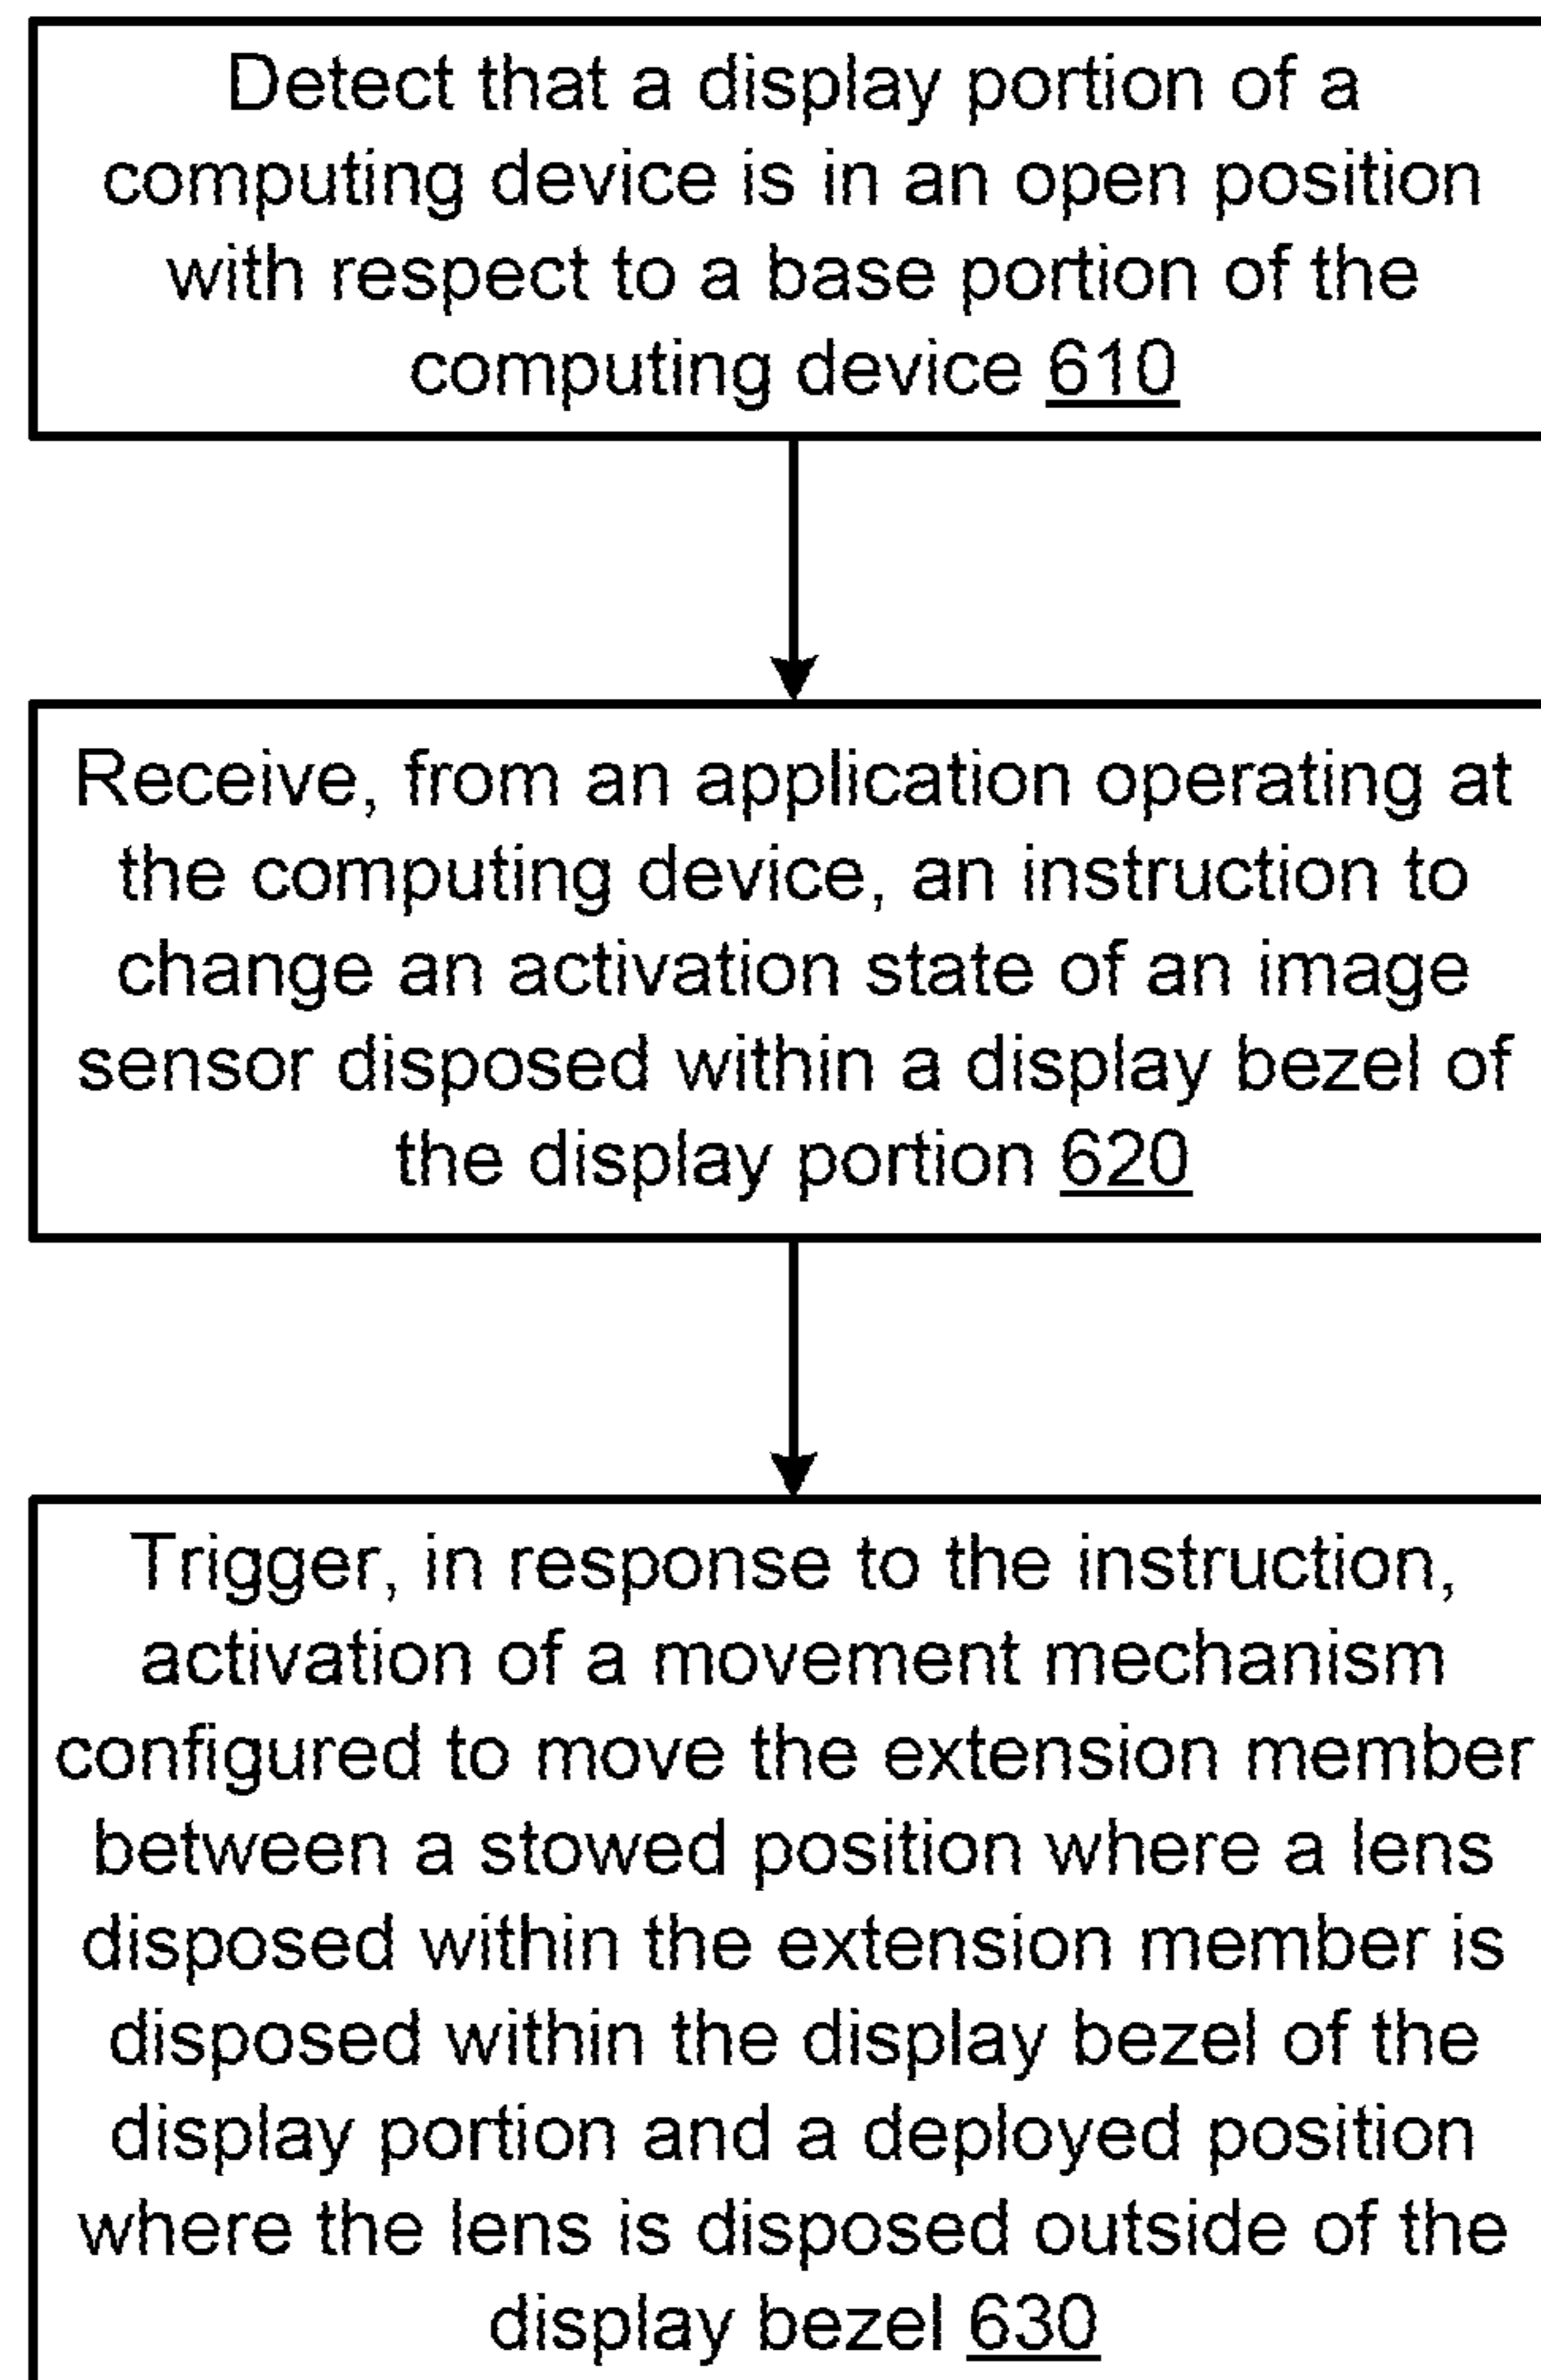 Detect that a display portion of a
computing device is in an open position
with respect to a base portion of the
computing device 610
Receive, from an application operating at
the computing device, an instruction to
change an activation state of an image
sensor disposed within a display bezel of
the display portion 620
Trigger, in response to the instruction,
activation of a movement mechanism
configured to move the extension member
between a stowed position where a lens
disposed within the extension member is
disposed within the display bezel of the
display portion and a deployed position
where the lens is disposed outside of the
display bezel 630